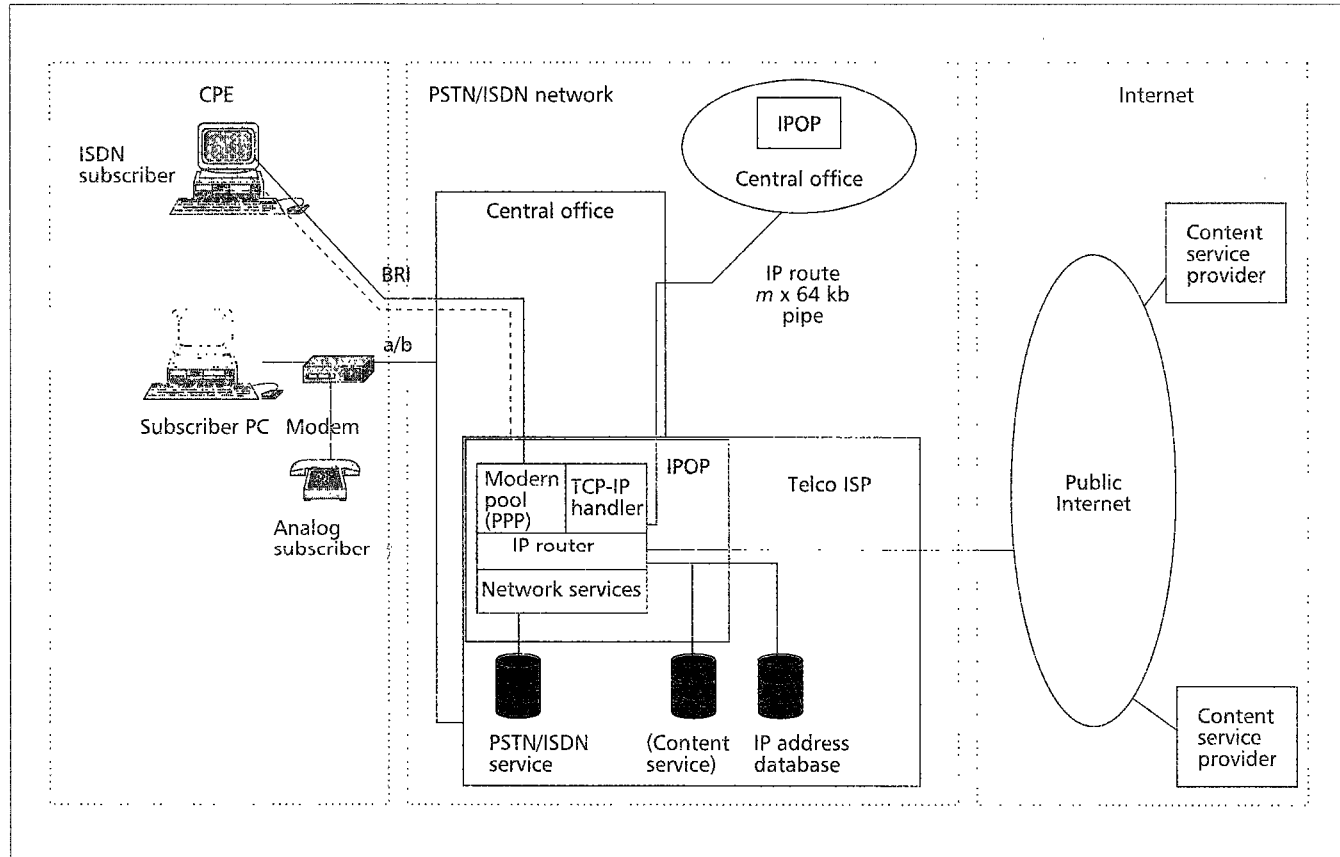 CPE
ISDN
subscriber
BRI
a/b
Subscriber PC
Modem
Analog
subscriber
PSTN/ISDN network
IPOP
Central office
Central office
IP route
m x 64 kb
pipe
IPOP
Telco ISP
Modern
pool
(PPP)
TCP-IP
handler
IP router
Network services
PSTN/ISDN
service
(Content
service)
IP address
database
Internet
Content
service
provider
Public
Internet
Content
service
provider